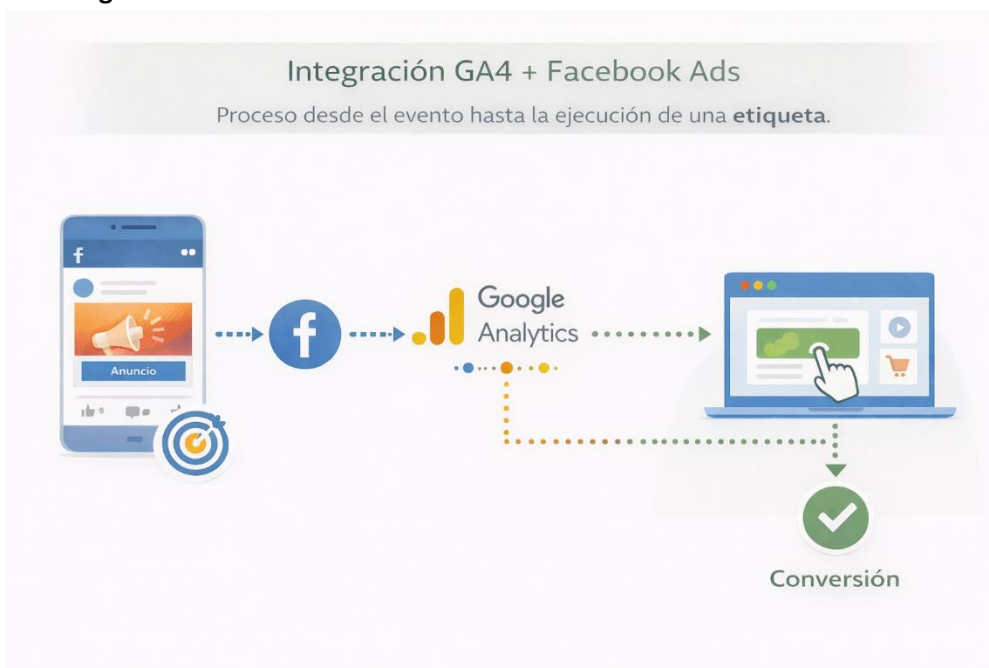 Integración GA4 + Facebook Ads
Proceso desde el evento hasta la ejecución de una etiqueta.
f
Anuncio
f
Google
Analytics
Conversión